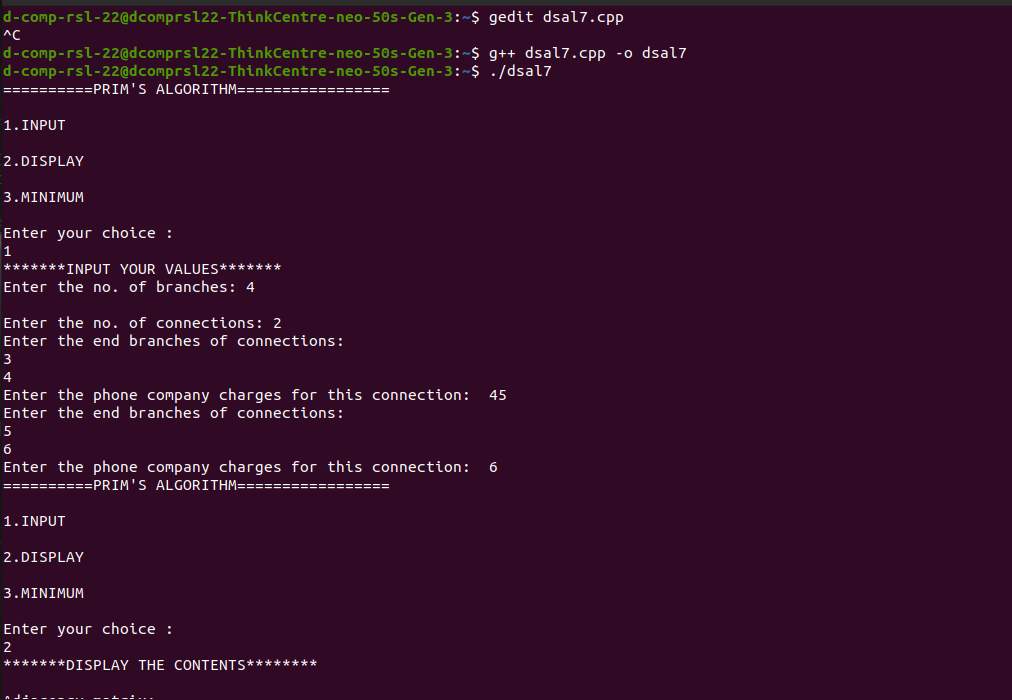 d-comp-rsl-22@dcomprsl22-ThinkCentre-neo-50s-Gen-3:~$ gedit dsal7.cpp
^C
d-comp-rsl-22@dcomprsl22-ThinkCentre-neo-50s-Gen-3:~$ g++ dsal7.cpp -o dsal7
d-comp-rsl-22@dcomprsl22-ThinkCentre-neo-50s-Gen-3:~$ ./dsal7
==========PRIM'S ALGORITHM=================
1.INPUT
2.DISPLAY
3.MINIMUM
Enter your choice :
1
*******INPUT YOUR VALUES*******
Enter the no. of branches: 4
Enter the no. of connections: 2
Enter the end branches of connections:
3
4
Enter the phone company charges for this connection:  45
Enter the end branches of connections:
5
6
Enter the phone company charges for this connection:  6
==========PRIM'S ALGORITHM=================
1.INPUT
2.DISPLAY
3.MINIMUM
Enter your choice :
2
*******DISPLAY THE CONTENTS********